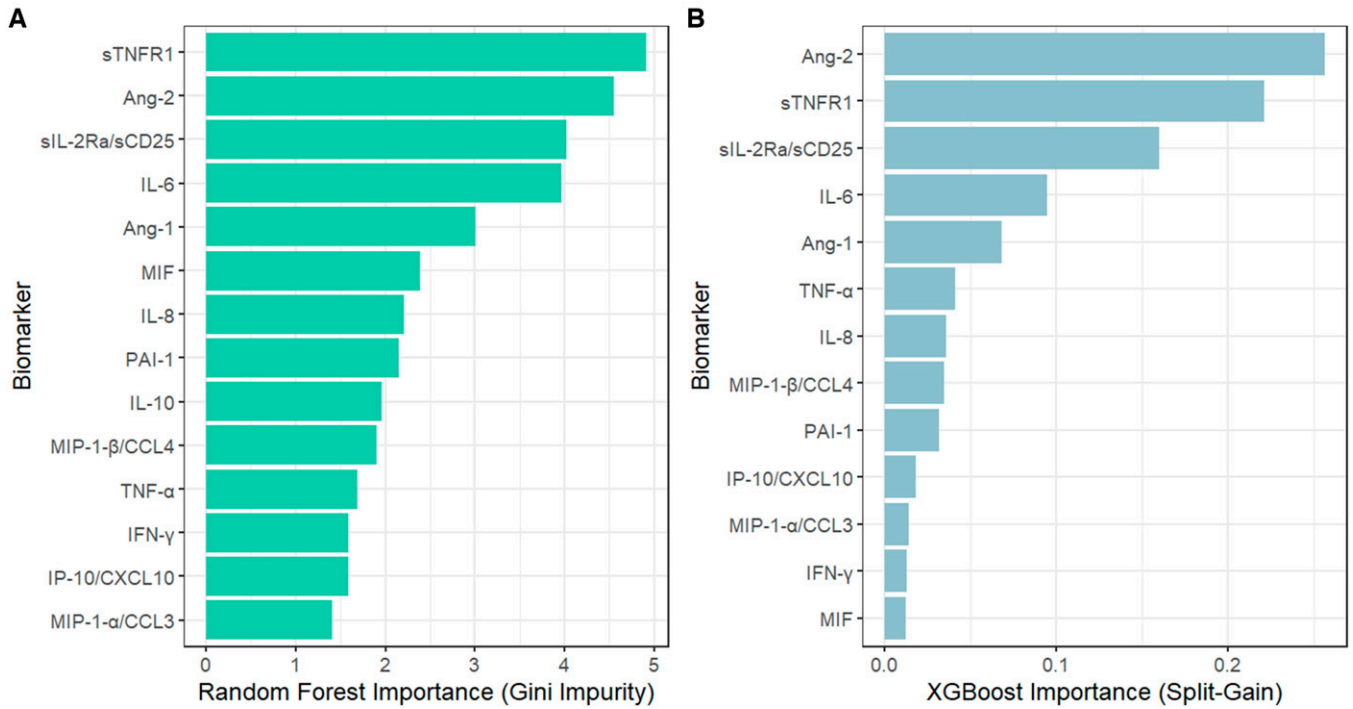 A
sTNFR1
Ang-2
sIL-2Ra/sCD25
IL-6
Ang-1
MIF
IL-8
PAI-1
IL-10
MIP-1-β/CCL4
TNF-α
IFN-γ
IP-10/CXCL10
MIP-1-α/CCL3
Biomarker
0 1 2 3 4 5
Random Forest Importance (Gini Impurity)
B
Ang-2
sTNFR1
sIL-2Ra/sCD25
IL-6
Ang-1
TNF-α
IL-8
MIP-1-β/CCL4
PAI-1
IP-10/CXCL10
MIP-1-α/CCL3
IFN-γ
MIF
Biomarker
0.0 0.1 0.2
XGBoost Importance (Split-Gain)